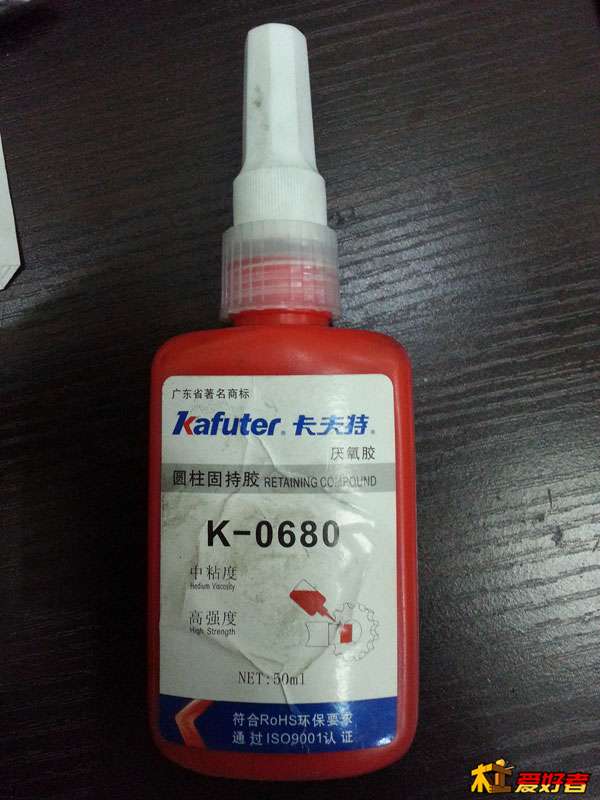 广东省著名商标
Kafuter® 卡夫特®
厌氧胶
圆柱固持胶 RETAINING COMPOUND
K-0680
中粘度
Medium Viscosity
高强度
High Strength
NET:50ml
符合RoHS环保要求
通过ISO9001认证
爱好者